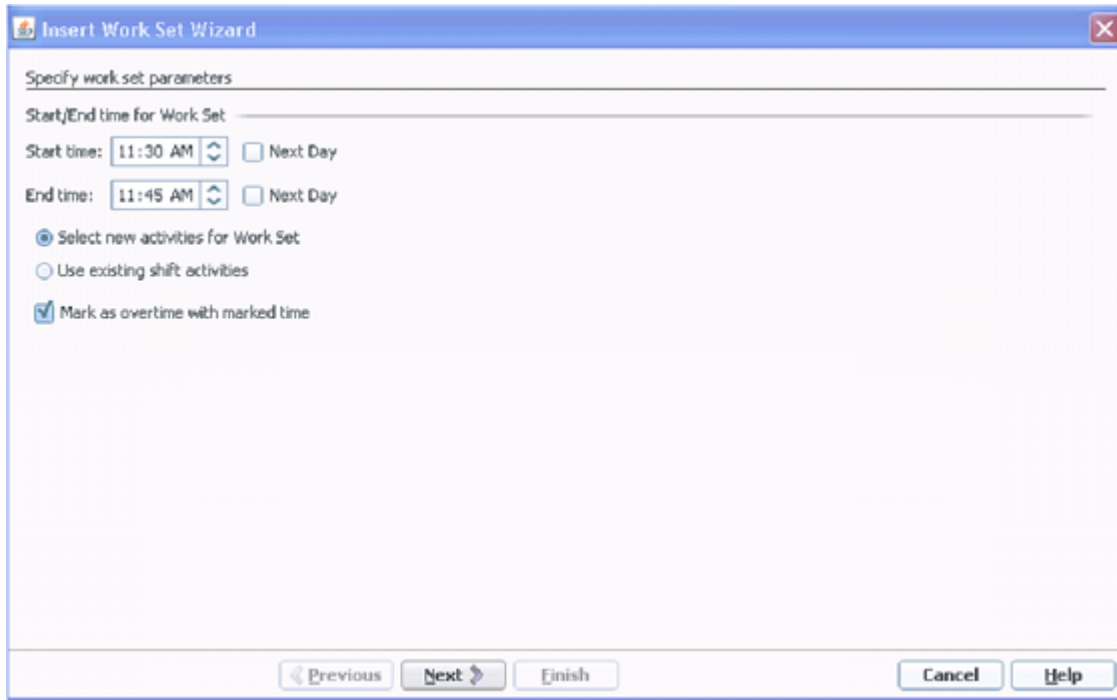 Insert Work Set Wizard
Specify work set parameters
Start/End time for Work Set
Start time: 11:30 AM Next Day
End time: 11:45 AM Next Day
Select new activities for Work Set
Use existing shift activities
Mark as overtime with marked time
Previous Next Finish Cancel Help